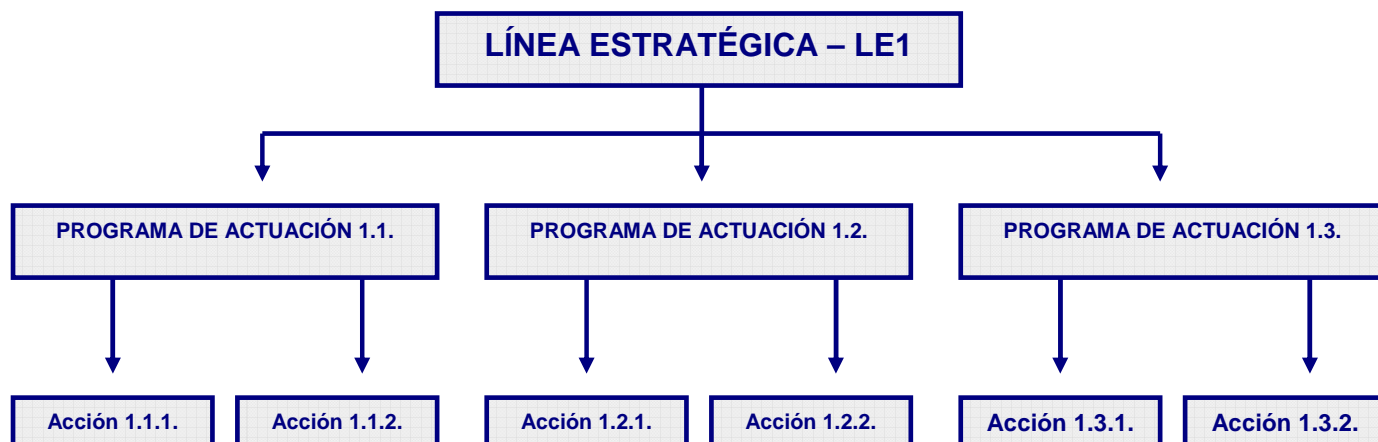 LÍNEA ESTRATÉGICA – LE1
PROGRAMA DE ACTUACIÓN 1.1.
PROGRAMA DE ACTUACIÓN 1.2.
PROGRAMA DE ACTUACIÓN 1.3.
Acción 1.1.1.
Acción 1.1.2.
Acción 1.2.1.
Acción 1.2.2.
Acción 1.3.1.
Acción 1.3.2.